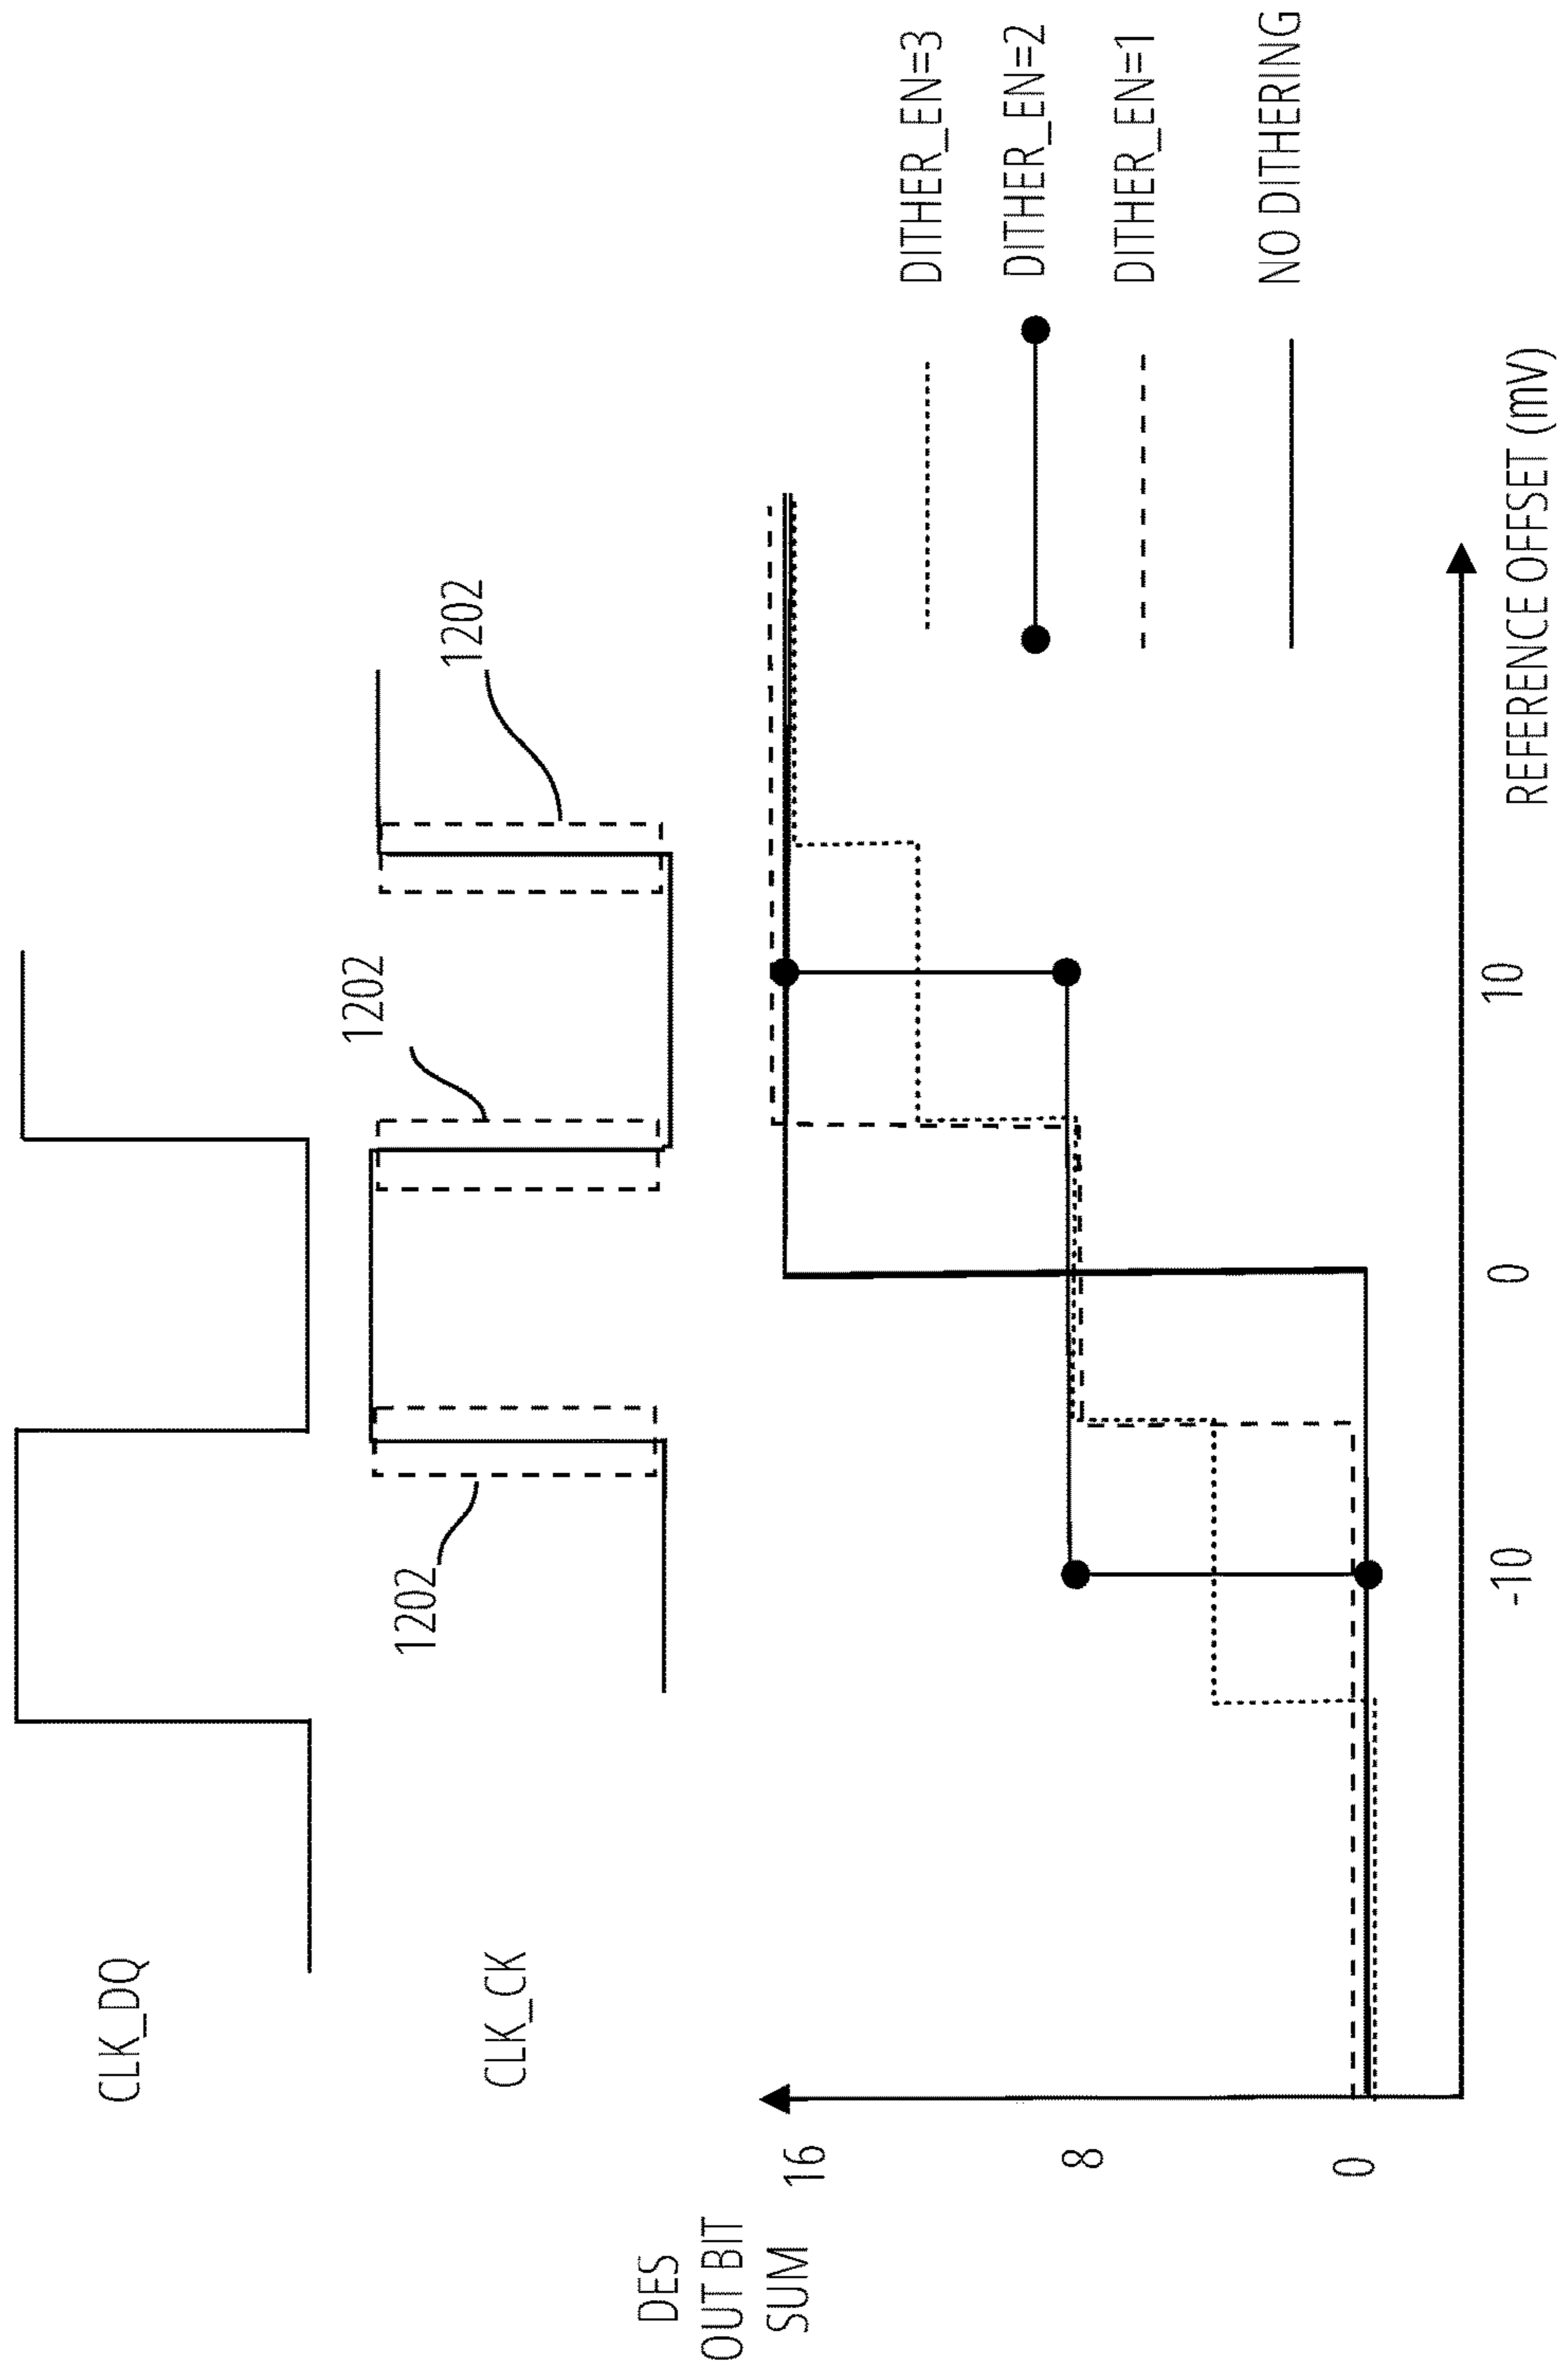 CLK_DQ
CLK_CK
1202
1202
1202
DES
OUT BIT
SUM
16
8
0
-10
0
10
REFERENCE OFFSET (mV)
DITHER_EN=3
DITHER_EN=2
DITHER_EN=1
NO DITHERING